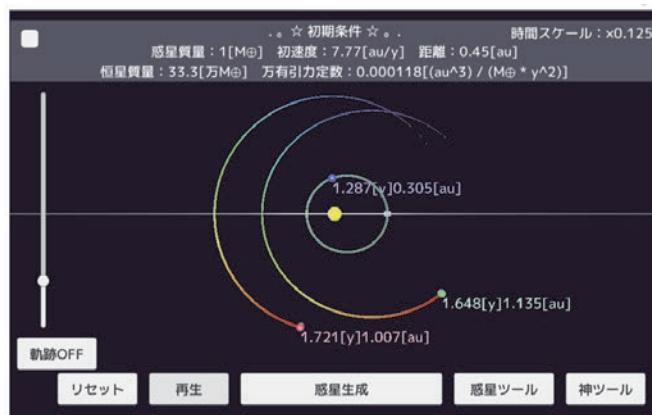 .｡☆ 初期条件 ☆｡.
時間スケール：x0.125
惑星質量：1[M⊕] 初速度：7.77[au/y] 距離：0.45[au]
恒星質量：33.3[万M⊕] 万有引力定数：0.000118[(au^3) / (M⊕ * y^2)]
1.287[y]0.305[au]
1.648[y]1.135[au]
1.721[y]1.007[au]
軌跡OFF
リセット
再生
惑星生成
惑星ツール
神ツール